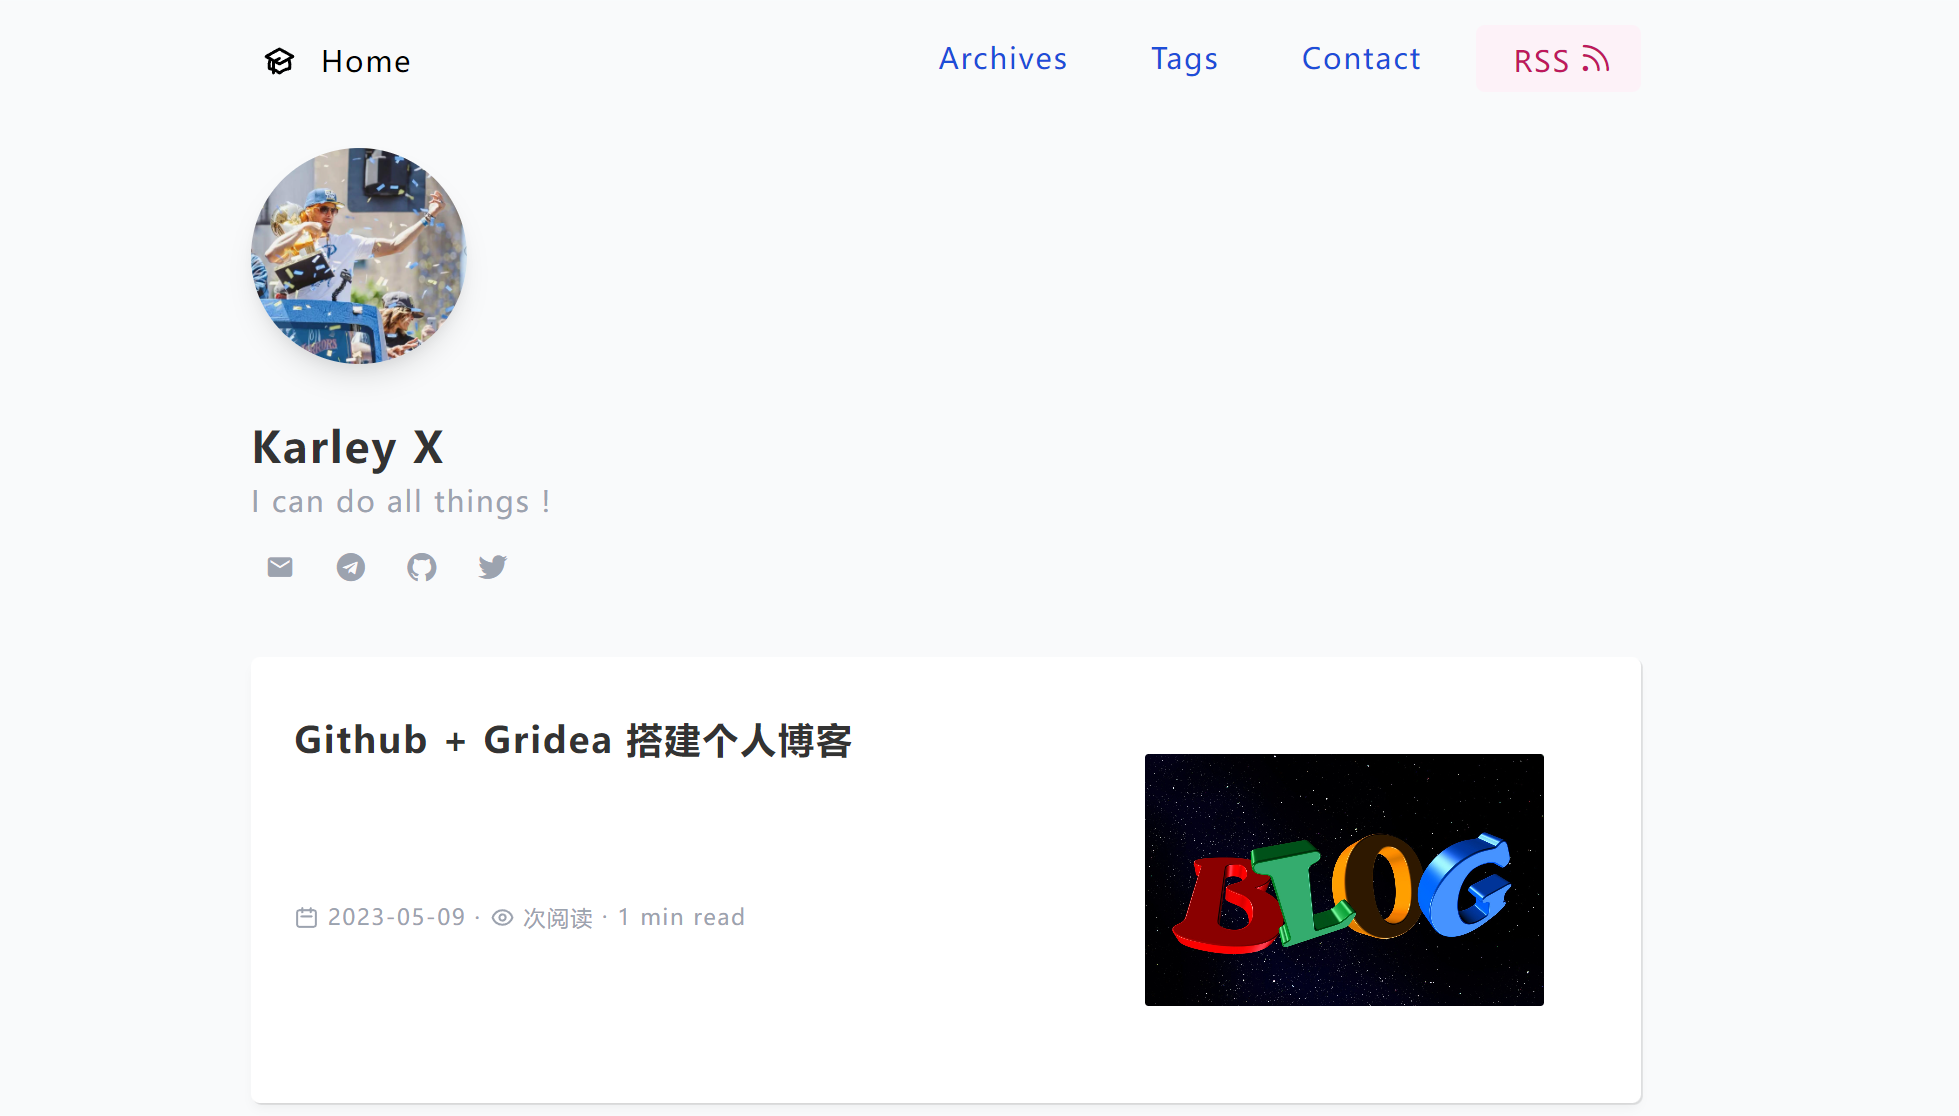 Home
Archives
Tags
Contact
RSS
Karley X
I can do all things !
Github + Gridea 搭建个人博客
2023-05-09 · 次阅读 · 1 min read
BLOG